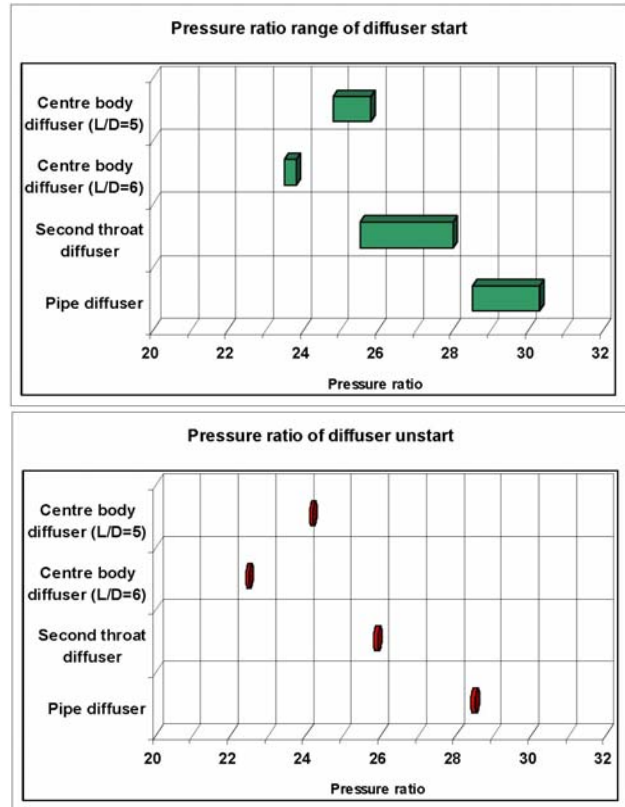 Pressure ratio range of diffuser start
Centre body
diffuser (L/D=5)
Centre body
diffuser (L/D=6)
Second throat
diffuser
Pipe diffuser
20 22 24 26 28 30 32
Pressure ratio
Pressure ratio of diffuser unstart
Centre body
diffuser (L/D=5)
Centre body
diffuser (L/D=6)
Second throat
diffuser
Pipe diffuser
20 22 24 26 28 30 32
Pressure ratio